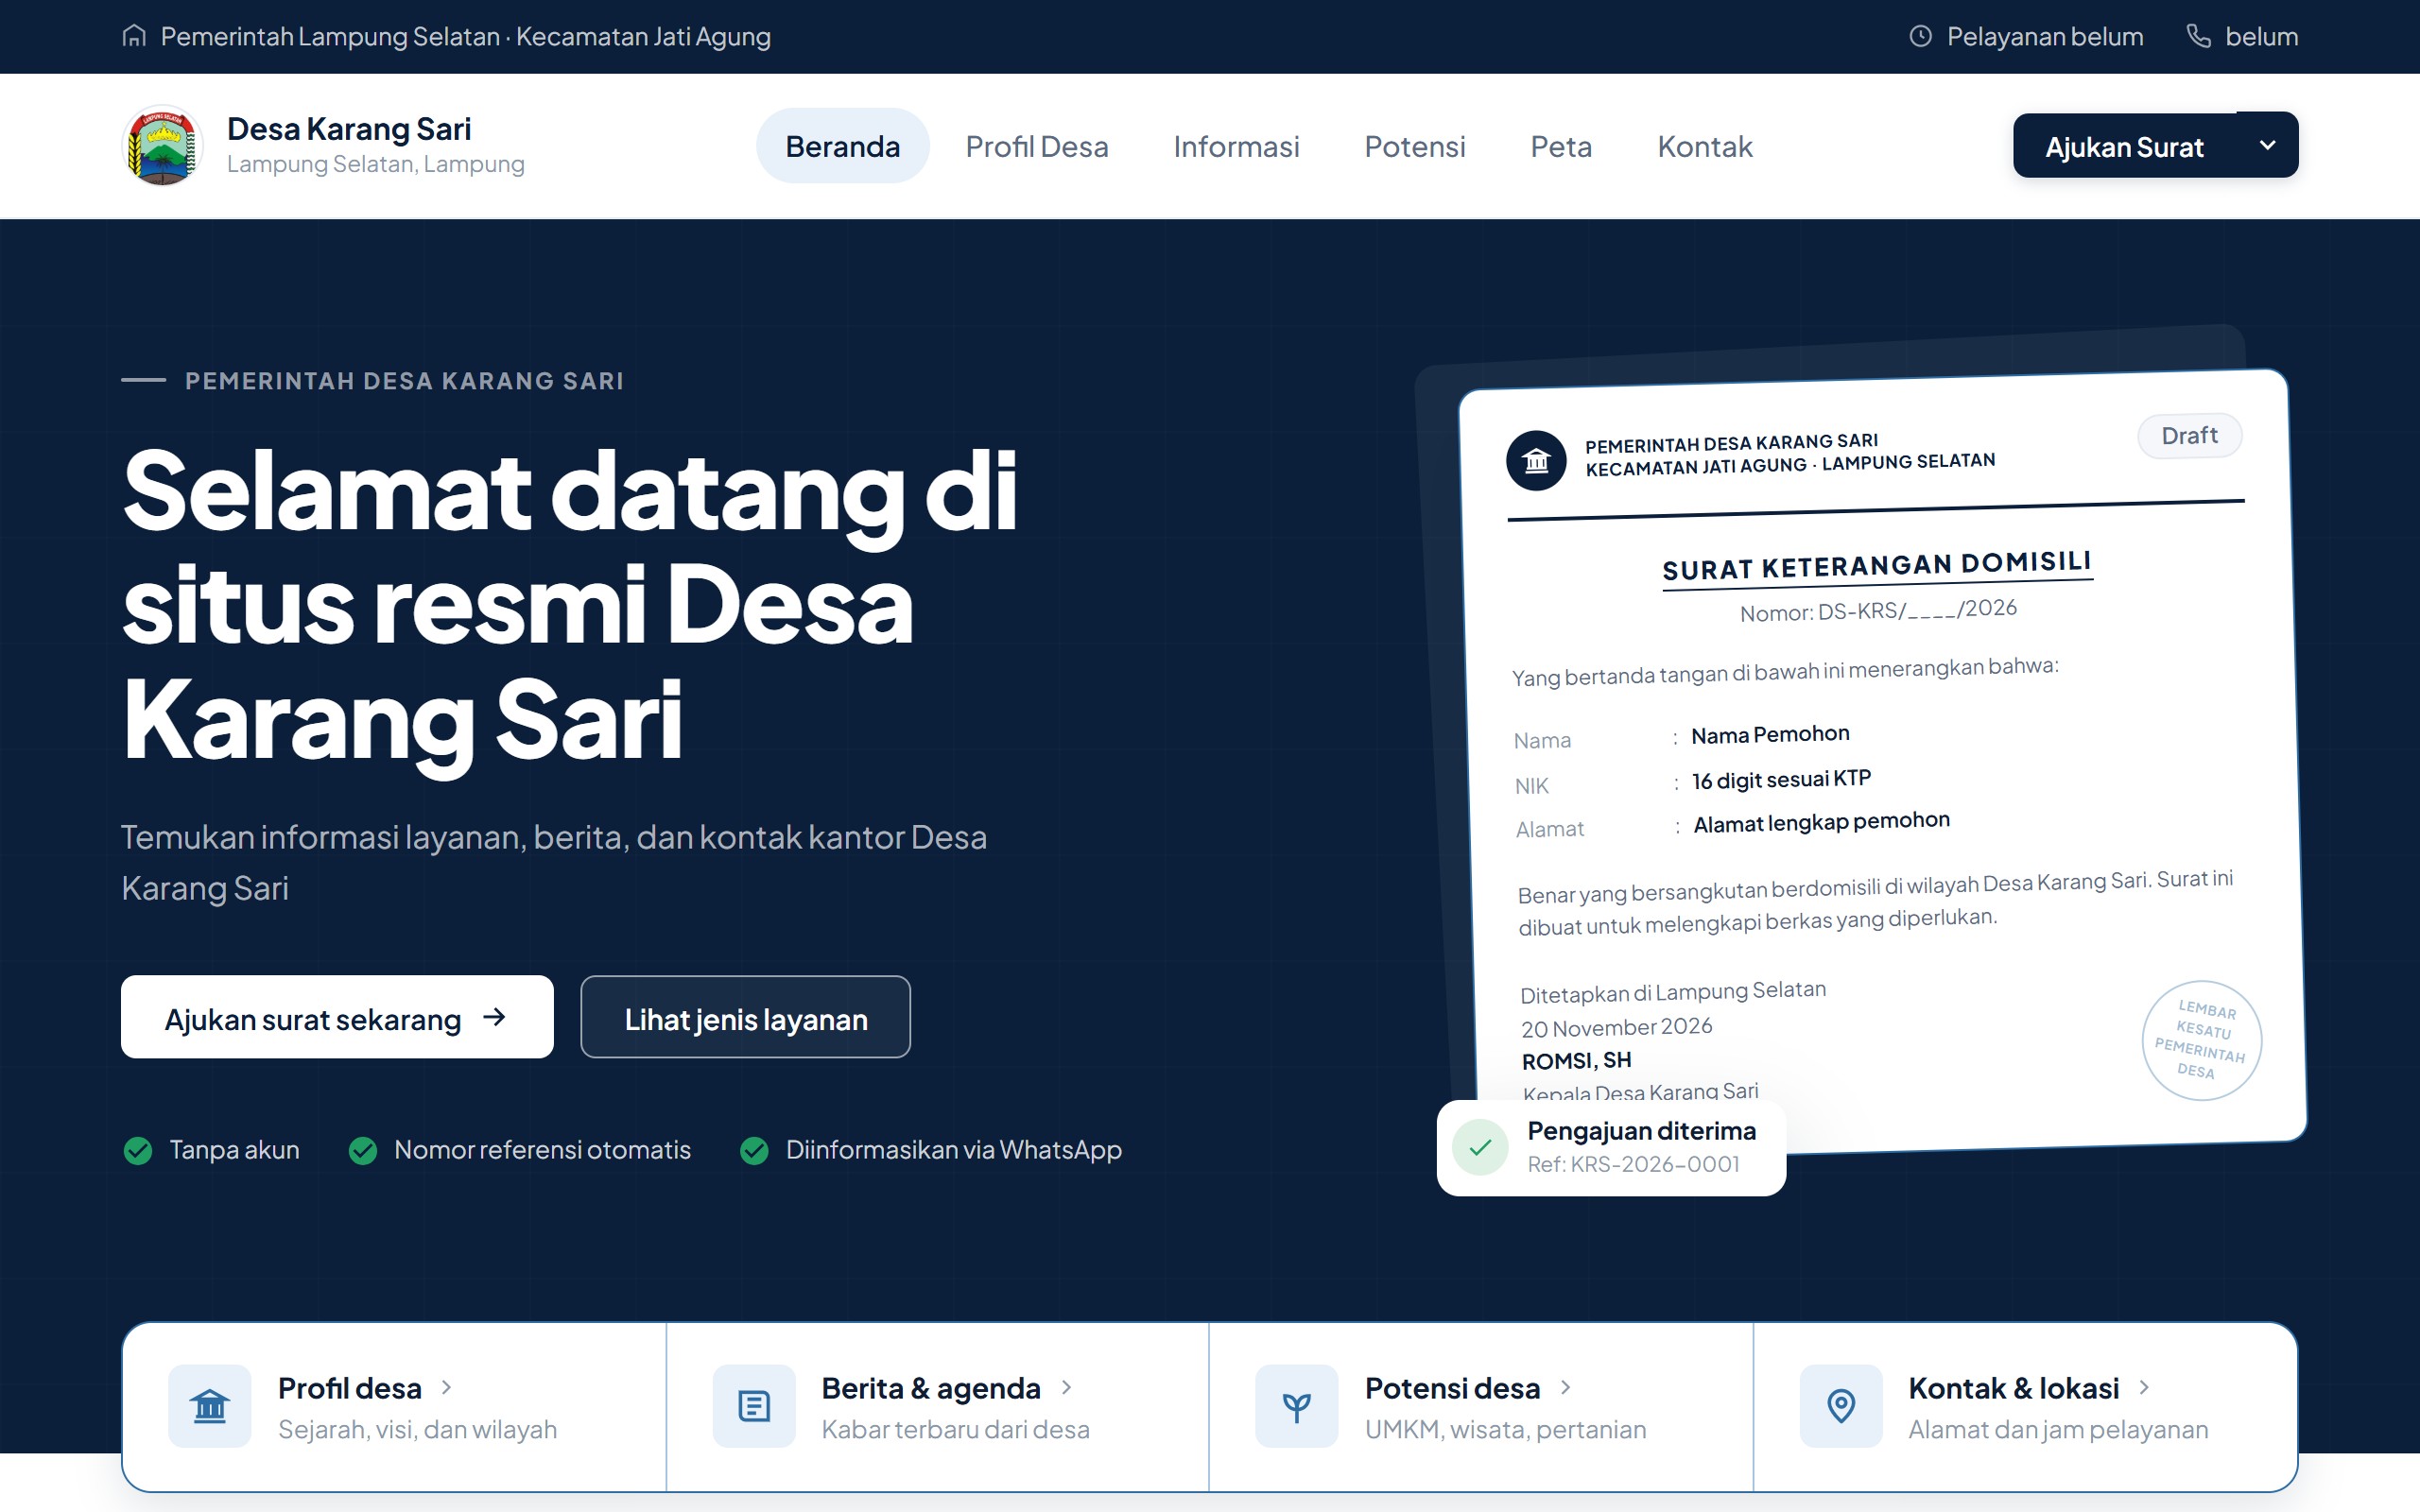 Pemerintah Lampung Selatan · Kecamatan Jati Agung
Pelayanan belum
belum
LAMPUNG SELATAN
Desa Karang Sari
Lampung Selatan, Lampung
Beranda
Profil Desa
Informasi
Potensi
Peta
Kontak
Ajukan Surat
PEMERINTAH DESA KARANG SARI
Selamat datang di
situs resmi Desa
Karang Sari
Temukan informasi layanan, berita, dan kontak kantor Desa
Karang Sari
Ajukan surat sekarang
Lihat jenis layanan
Tanpa akun
Nomor referensi otomatis
Diinformasikan via WhatsApp
PEMERINTAH DESA KARANG SARI
KECAMATAN JATI AGUNG · LAMPUNG SELATAN
Draft
SURAT KETERANGAN DOMISILI
Nomor: DS-KRS/____/2026
Yang bertanda tangan di bawah ini menerangkan bahwa:
Nama : Nama Pemohon
NIK : 16 digit sesuai KTP
Alamat : Alamat lengkap pemohon
Benar yang bersangkutan berdomisili di wilayah Desa Karang Sari. Surat ini
dibuat untuk melengkapi berkas yang diperlukan.
Ditetapkan di Lampung Selatan
20 November 2026
ROMSI, SH
Kepala Desa Karang Sari
LEMBAR
KESATU
PEMERINTAH
DESA
Pengajuan diterima
Ref: KRS-2026-0001
Profil desa
Sejarah, visi, dan wilayah
Berita & agenda
Kabar terbaru dari desa
Potensi desa
UMKM, wisata, pertanian
Kontak & lokasi
Alamat dan jam pelayanan